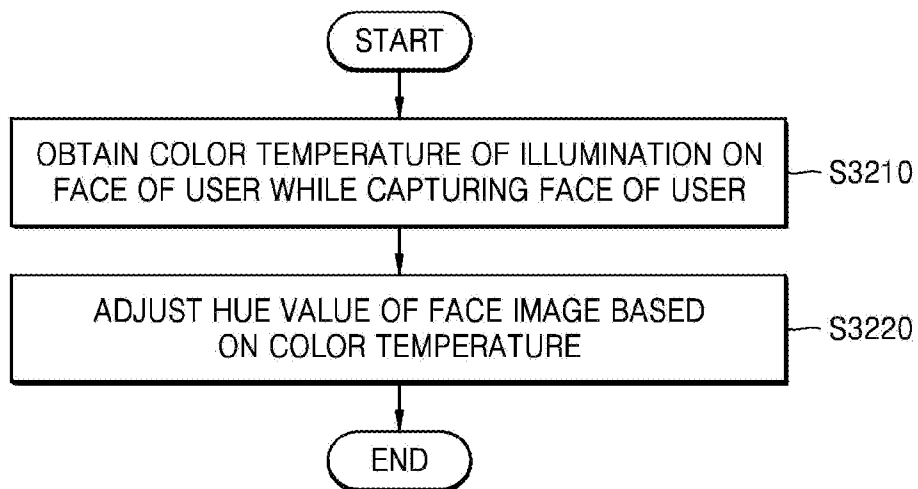 START
OBTAIN COLOR TEMPERATURE OF ILLUMINATION ON
FACE OF USER WHILE CAPTURING FACE OF USER
S3210
ADJUST HUE VALUE OF FACE IMAGE BASED
ON COLOR TEMPERATURE
S3220
END